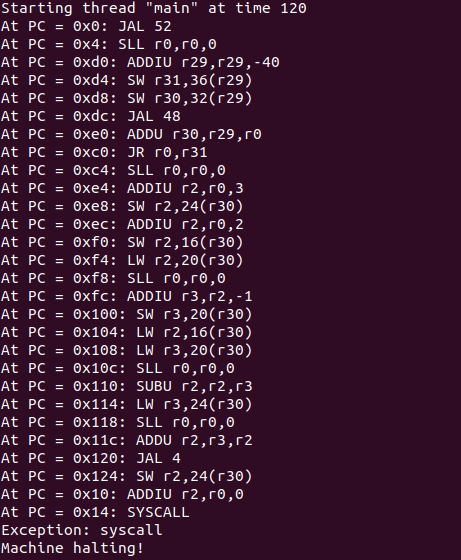 Starting thread "main" at time 120
At PC = 0x0: JAL 52
At PC = 0x4: SLL r0,r0,0
At PC = 0xd0: ADDIU r29,r29,-40
At PC = 0xd4: SW r31,36(r29)
At PC = 0xd8: SW r30,32(r29)
At PC = 0xdc: JAL 48
At PC = 0xe0: ADDU r30,r29,r0
At PC = 0xc0: JR r0,r31
At PC = 0xc4: SLL r0,r0,0
At PC = 0xe4: ADDIU r2,r0,3
At PC = 0xe8: SW r2,24(r30)
At PC = 0xec: ADDIU r2,r0,2
At PC = 0xf0: SW r2,16(r30)
At PC = 0xf4: LW r2,20(r30)
At PC = 0xf8: SLL r0,r0,0
At PC = 0xfc: ADDIU r3,r2,-1
At PC = 0x100: SW r3,20(r30)
At PC = 0x104: LW r2,16(r30)
At PC = 0x108: LW r3,20(r30)
At PC = 0x10c: SLL r0,r0,0
At PC = 0x110: SUBU r2,r2,r3
At PC = 0x114: LW r3,24(r30)
At PC = 0x118: SLL r0,r0,0
At PC = 0x11c: ADDU r2,r3,r2
At PC = 0x120: JAL 4
At PC = 0x124: SW r2,24(r30)
At PC = 0x10: ADDIU r2,r0,0
At PC = 0x14: SYSCALL
Exception: syscall
Machine halting!